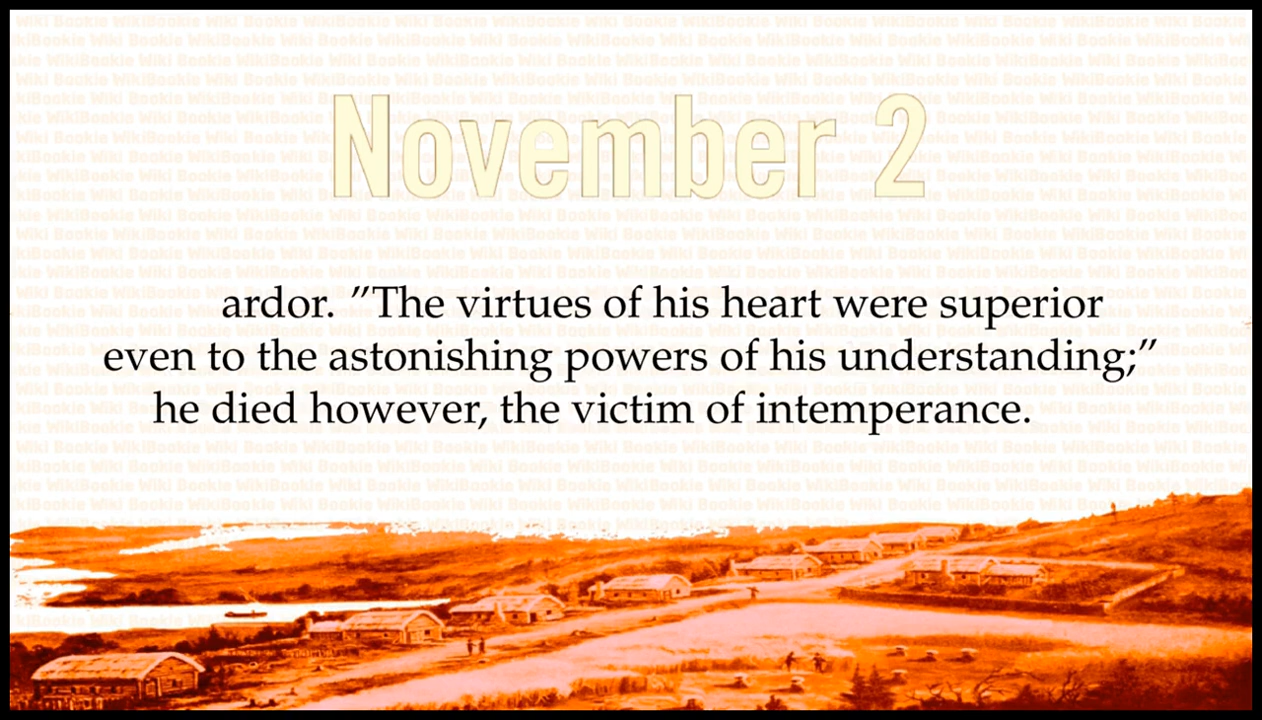 November 2
ardor. ”The virtues of his heart were superior
even to the astonishing powers of his understanding;”
he died however, the victim of intemperance.